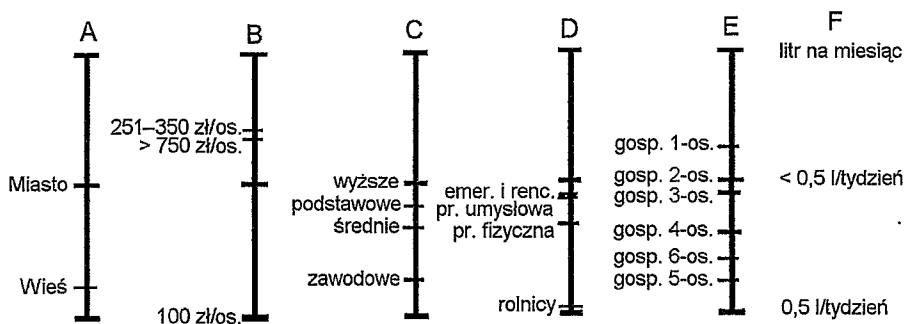 A
B
C
D
E
F
litr na miesiąc
251–350 zł/os.
> 750 zł/os.
gosp. 1-os.
Miasto
wyższe
podstawowe
średnie
emer. i renc.
pr. umysłowa
pr. fizyczna
gosp. 2-os.
gosp. 3-os.
gosp. 4-os.
gosp. 6-os.
gosp. 5-os.
< 0,5 l/tydzień
Wieś
zawodowe
100 zł/os.
rolnicy
0,5 l/tydzień